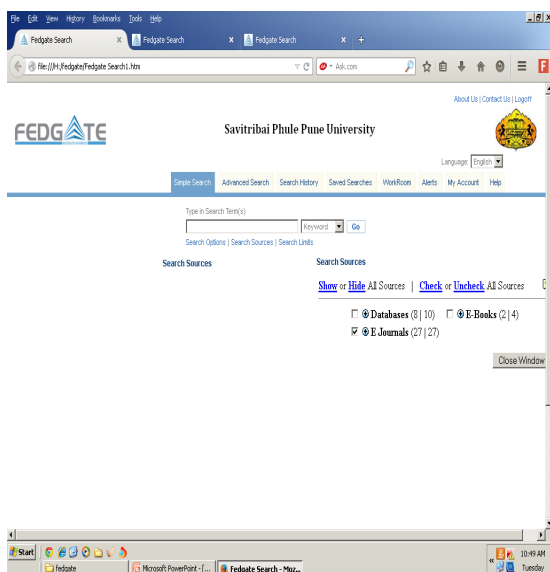 File Edit View History Bookmarks Tools Help
Fedgate Search × Fedgate Search × Fedgate Search × +
file:///H:/Fedgate/Fedgate Search1.htm Ask.com
About Us | Contact Us | Logoff
FEDGATE Savitribai Phule Pune University
Language: English
Simple Search Advanced Search Search History Saved Searches WorkRoom Alerts My Account Help
Type in Search Term(s)
Keyword Go
Search Options | Search Sources | Search Limits
Search Sources Search Sources
Show or Hide All Sources | Check or Uncheck All Sources
Databases (8 | 10) E-Books (2 | 4)
E Journals (27 | 27)
Close Window
Start 10:49 AM
fedgate Microsoft PowerPoint - [... Fedgate Search - Moz... Tuesday